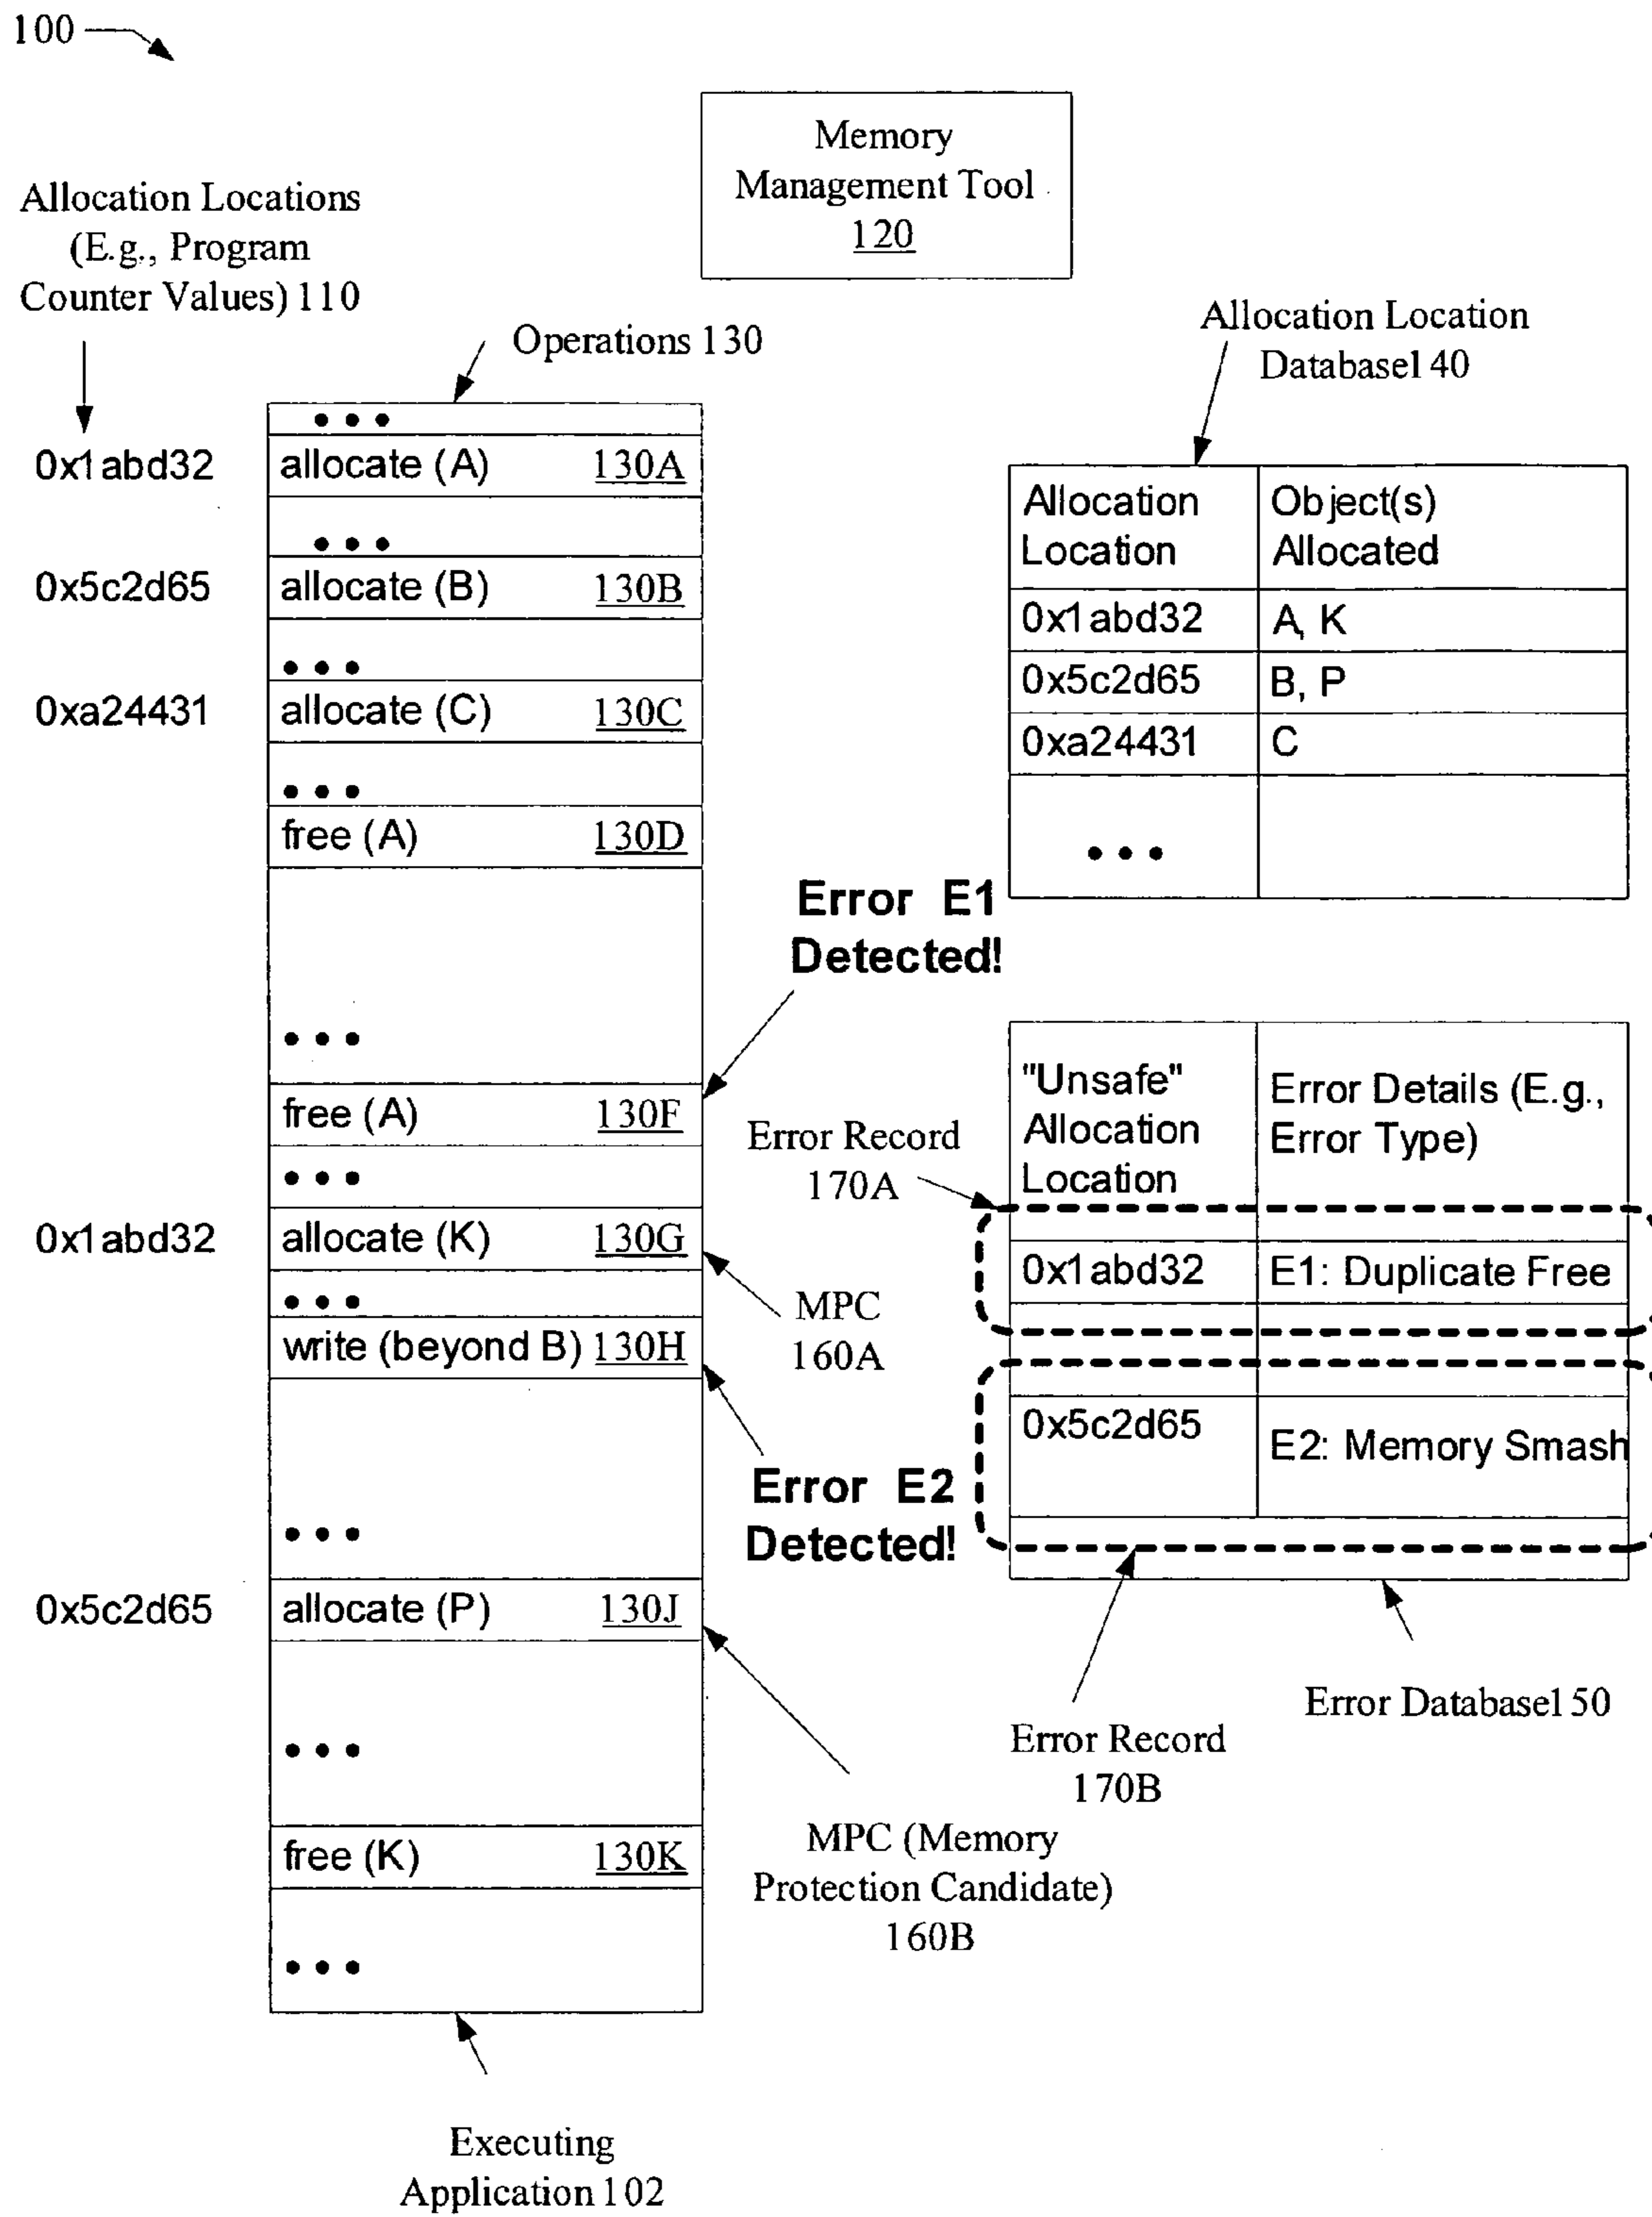 100
Memory
Management Tool
120
Allocation Locations
(E.g., Program
Counter Values) 110
Operations 130
Allocation Location
Database140
• • •
0x1abd32 allocate (A) 130A
• • •
0x5c2d65 allocate (B) 130B
• • •
0xa24431 allocate (C) 130C
• • •
free (A) 130D
• • •
free (A) 130F
• • •
0x1abd32 allocate (K) 130G
• • •
write (beyond B) 130H
• • •
0x5c2d65 allocate (P) 130J
• • •
free (K) 130K
• • •
Executing
Application 102
Allocation
Location
Object(s)
Allocated
0x1abd32 A, K
0x5c2d65 B, P
0xa24431 C
• • •
Error E1
Detected!
"Unsafe"
Allocation
Location
Error Details (E.g.,
Error Type)
Error Record
170A
0x1abd32 E1: Duplicate Free
MPC
160A
0x5c2d65 E2: Memory Smash
Error E2
Detected!
Error Database150
Error Record
170B
MPC (Memory
Protection Candidate)
160B